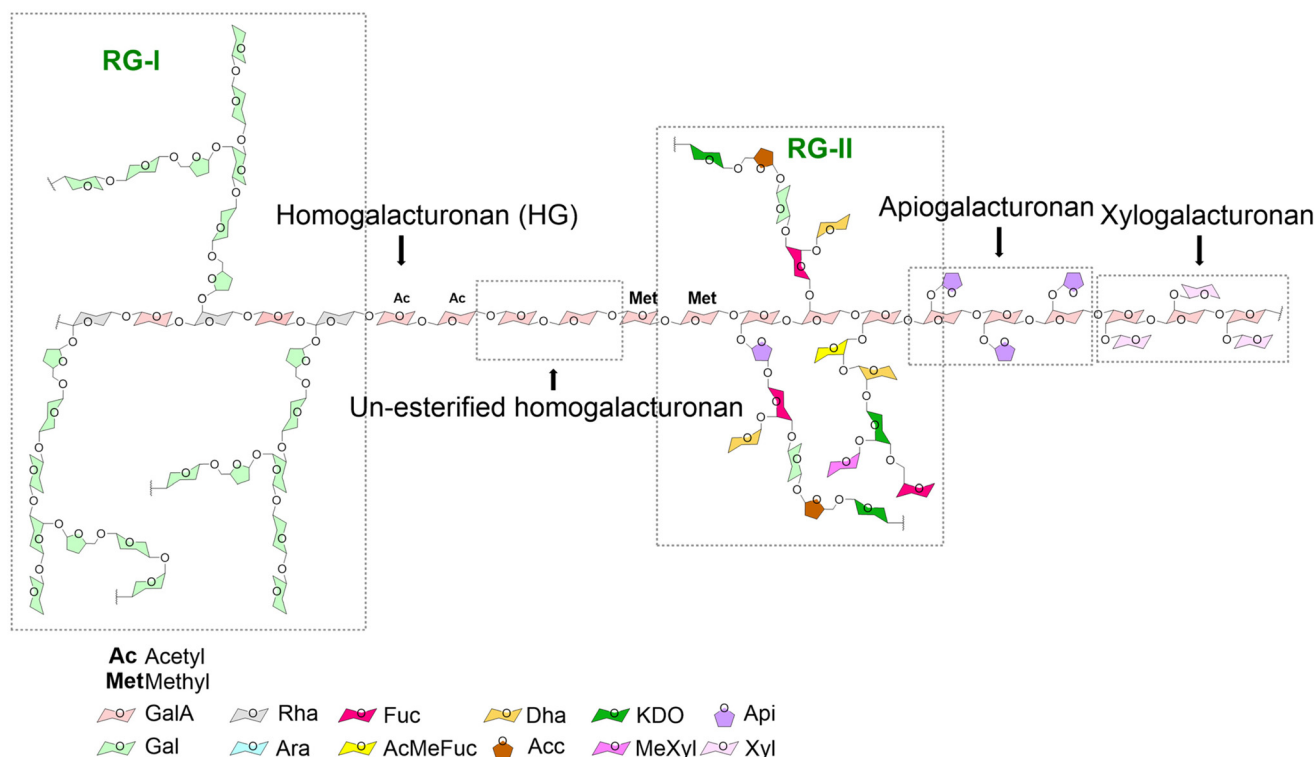 RG-I
RG-II
Homogalacturonan (HG)
Apiogalacturonan
Xylogalacturonan
Ac Ac
Met Met
Un-esterified homogalacturonan
Ac Acetyl
Met Methyl
GalA Rha Fuc Dha KDO Api
Gal Ara AcMeFuc Acc MeXyl Xyl